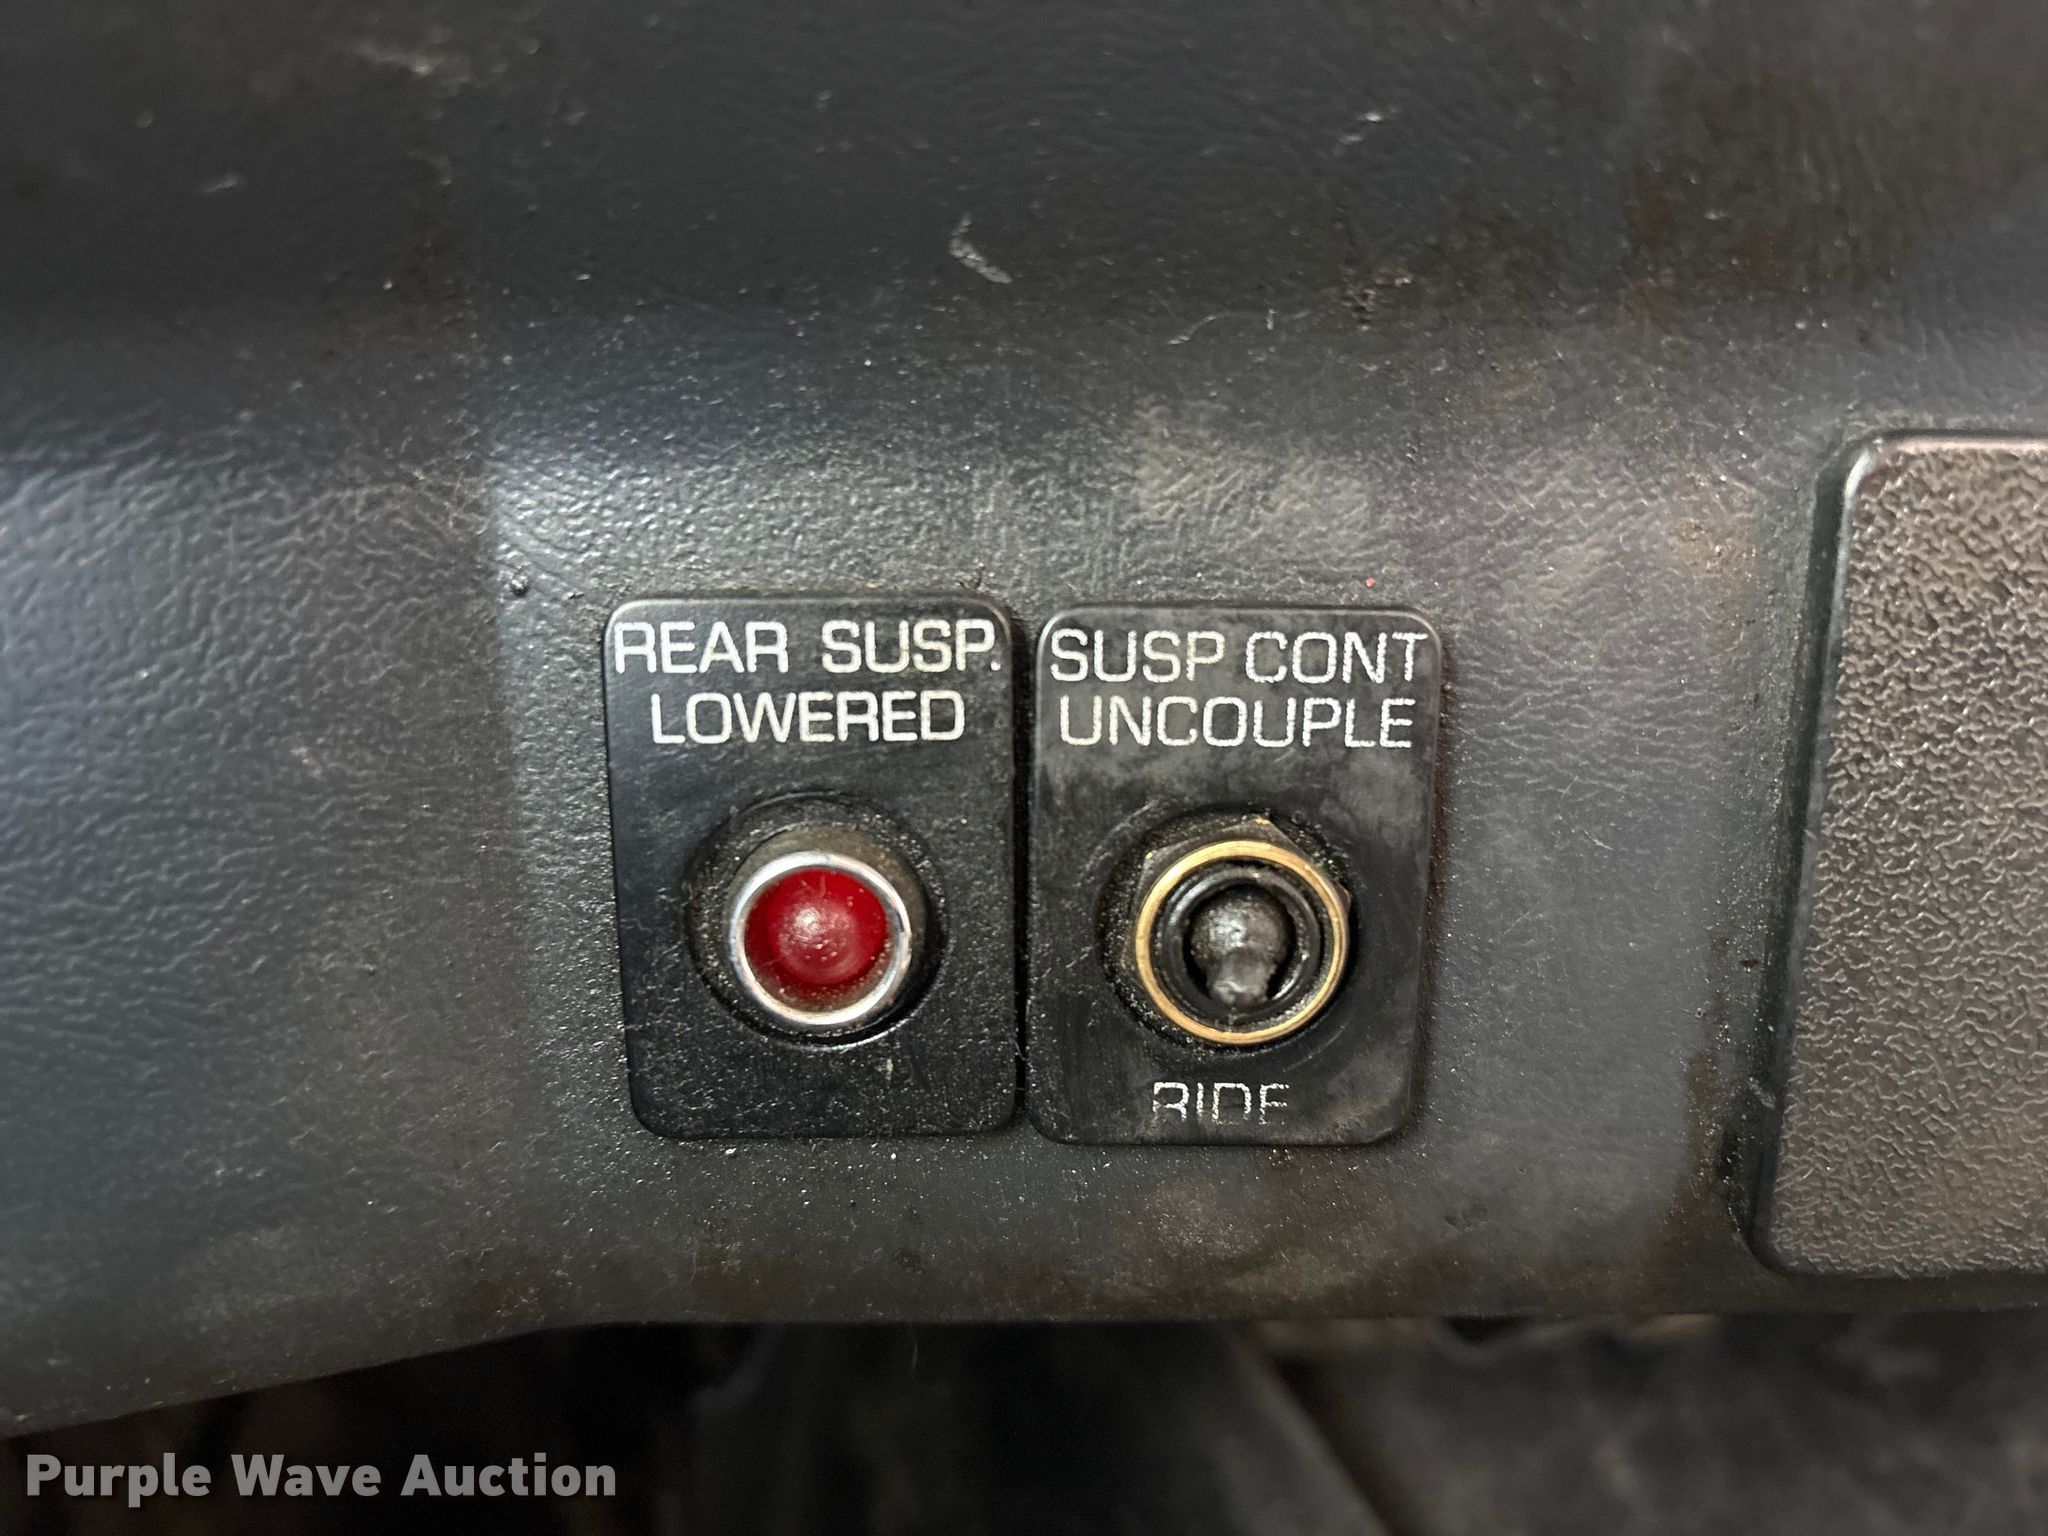 REAR SUSP.
LOWERED
SUSP CONT
UNCOUPLE
RIDE
Purple Wave Auction